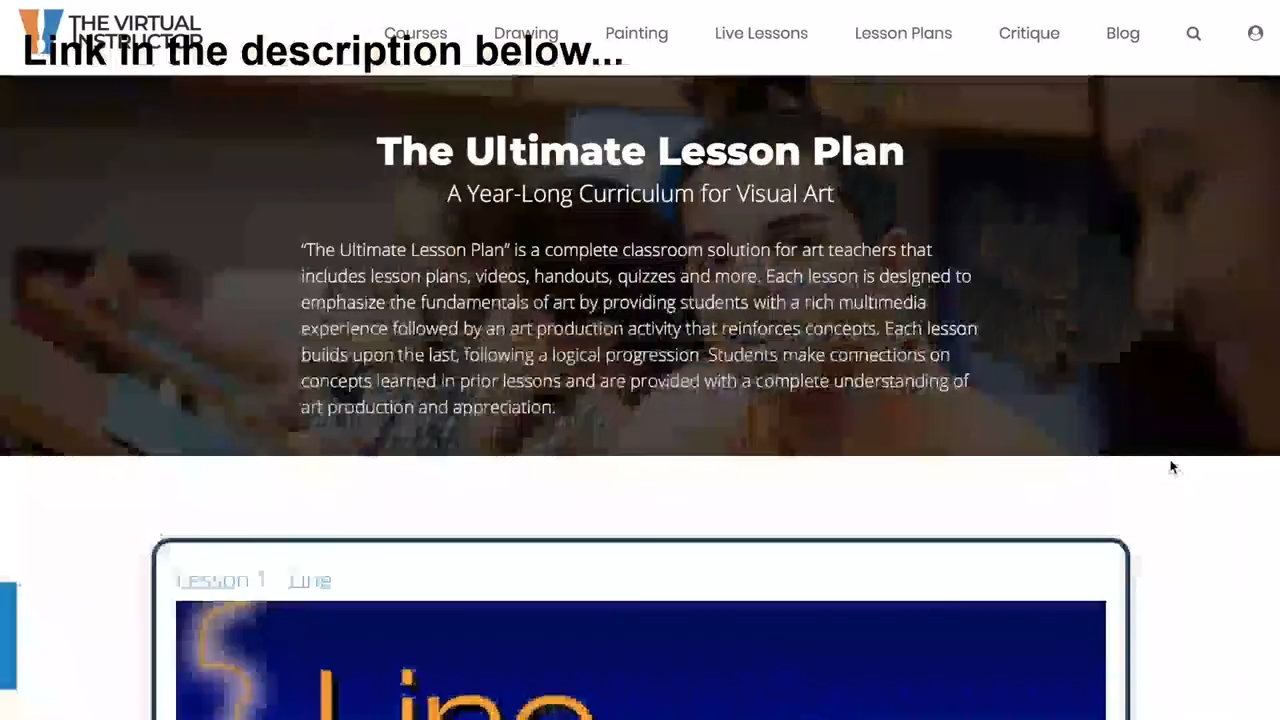 THE VIRTUAL
INSTRUCTOR
Link in the description below...
Courses Drawing Painting Live Lessons Lesson Plans Critique Blog
The Ultimate Lesson Plan
A Year-Long Curriculum for Visual Art
“The Ultimate Lesson Plan” is a complete classroom solution for art teachers that
includes lesson plans, videos, handouts, quizzes and more. Each lesson is designed to
emphasize the fundamentals of art by providing students with a rich multimedia
experience followed by an art production activity that reinforces concepts. Each lesson
builds upon the last, following a logical progression. Students make connections on
concepts learned in prior lessons and are provided with a complete understanding of
art production and appreciation.
Lesson 1 Line
Line